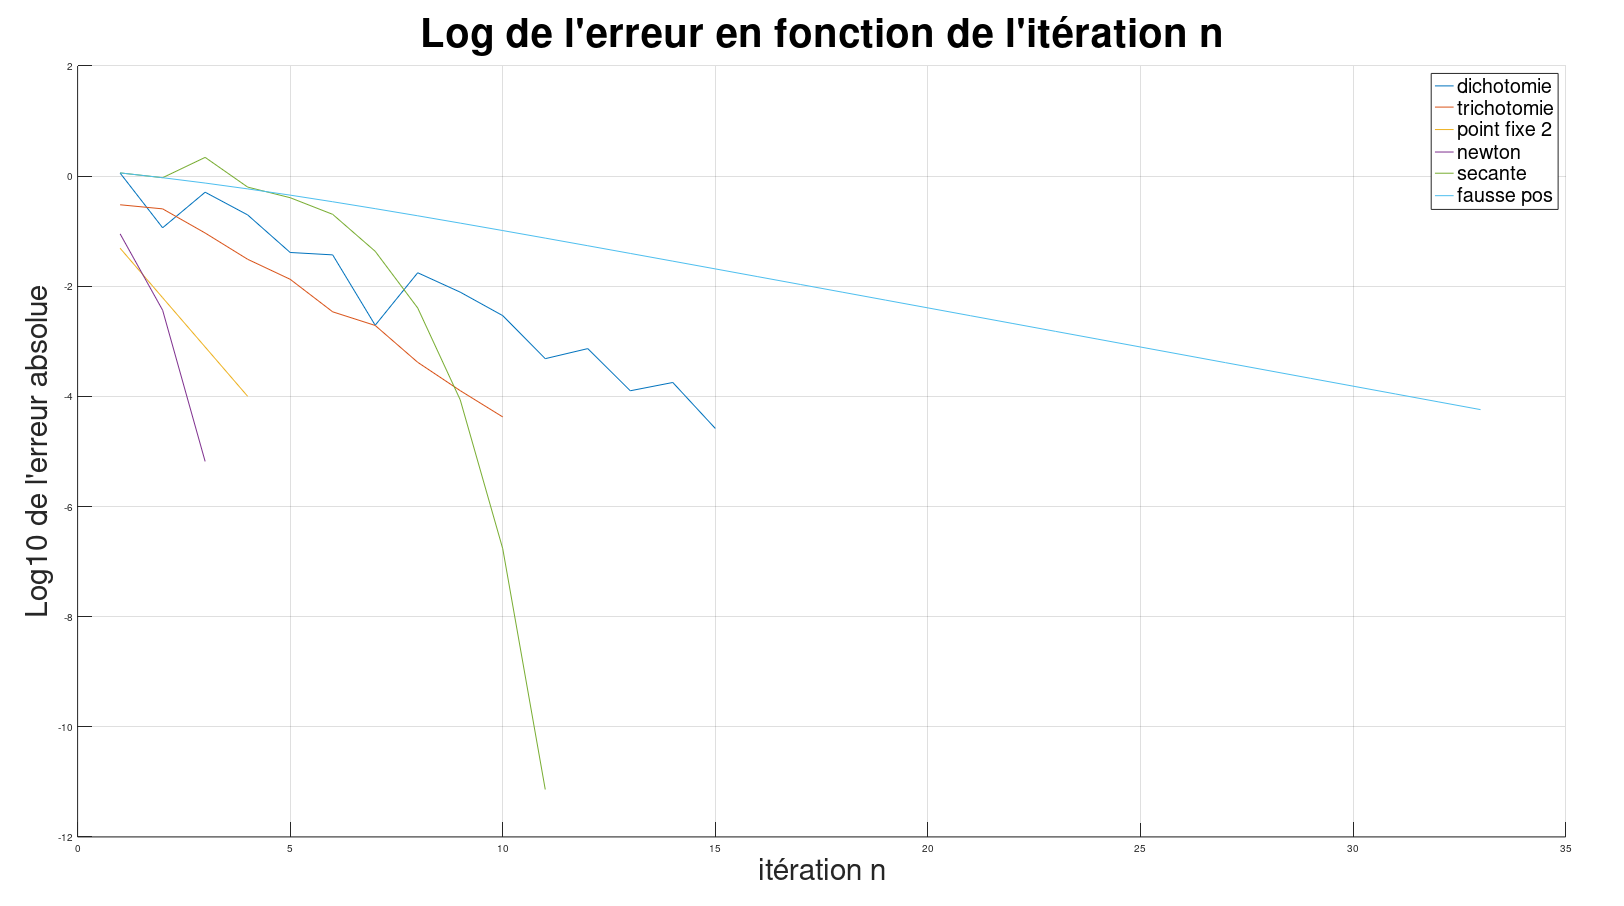 Log de l'erreur en fonction de l'itération n
dichotomie
trichotomie
point fixe 2
newton
secante
fausse pos
Log10 de l'erreur absolue
2
0
-2
-4
-6
-8
-10
-12
0 5 10 15 20 25 30 35
itération n